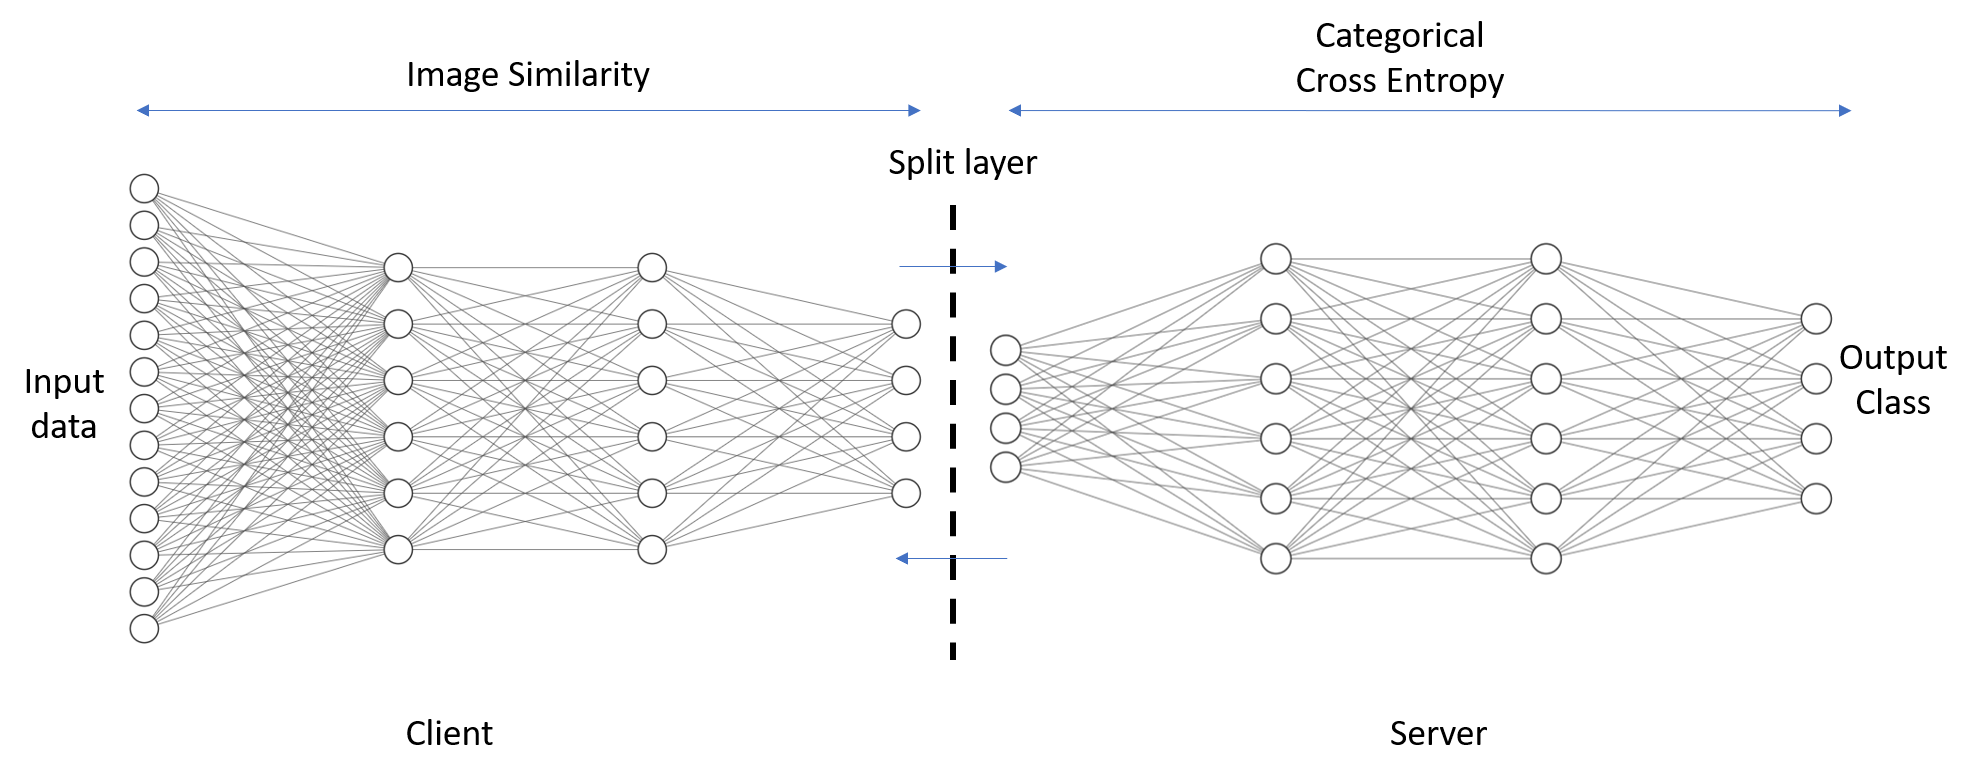 Image Similarity
Categorical
Cross Entropy
Split layer
Input
data
Output
Class
Client
Server